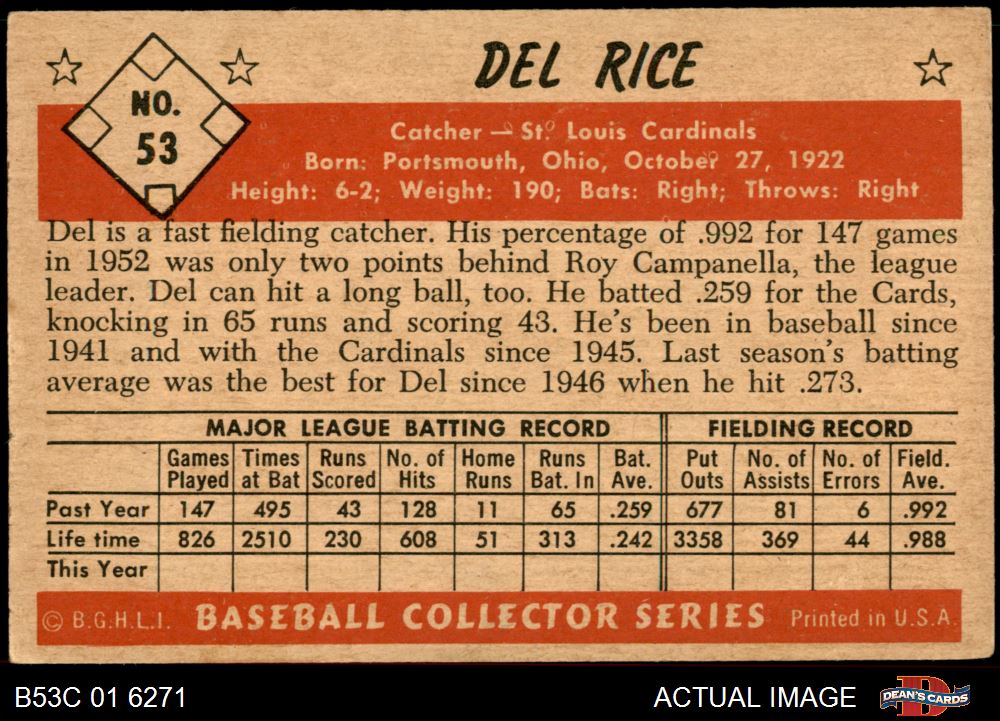 DEL RICE
NO.
53
Catcher — St. Louis Cardinals
Born: Portsmouth, Ohio, October 27, 1922
Height: 6-2; Weight: 190; Bats: Right; Throws: Right
Del is a fast fielding catcher. His percentage of .992 for 147 games
in 1952 was only two points behind Roy Campanella, the league
leader. Del can hit a long ball, too. He batted .259 for the Cards,
knocking in 65 runs and scoring 43. He's been in baseball since
1941 and with the Cardinals since 1945. Last season's batting
average was the best for Del since 1946 when he hit .273.
MAJOR LEAGUE BATTING RECORD FIELDING RECORD
Games Times Runs No. of Home Runs Bat. Put No. of No. of Field.
Played at Bat Scored Hits Runs Bat. In Ave. Outs Assists Errors Ave.
Past Year 147 495 43 128 11 65 .259 677 81 6 .992
Life time 826 2510 230 608 51 313 .242 3358 369 44 .988
This Year
© B.G.H.L.I. BASEBALL COLLECTOR SERIES Printed in U.S.A.
B53C 01 6271 ACTUAL IMAGE DEAN'S CARDS